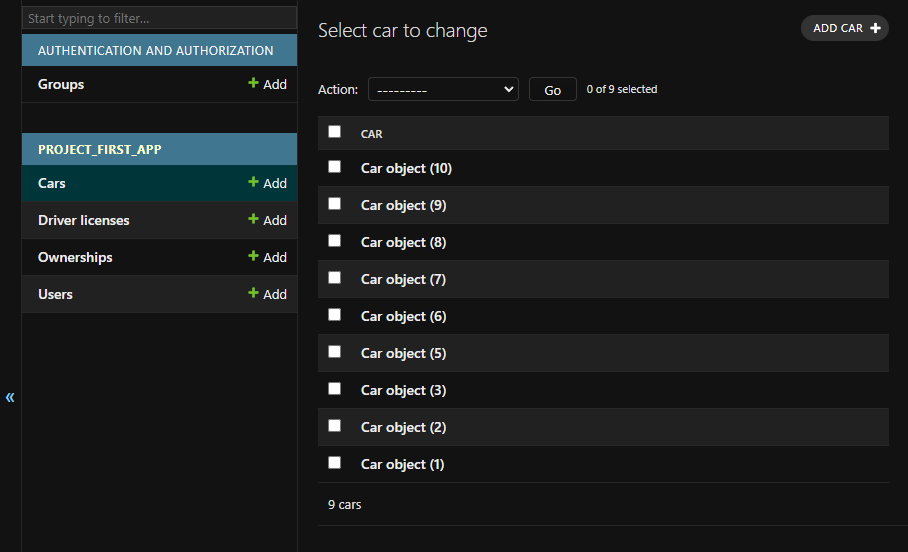 Start typing to filter...
AUTHENTICATION AND AUTHORIZATION
Groups + Add
PROJECT_FIRST_APP
Cars + Add
Driver licenses + Add
Ownerships + Add
Users + Add
«
Select car to change
ADD CAR +
Action: --------- Go 0 of 9 selected
CAR
Car object (10)
Car object (9)
Car object (8)
Car object (7)
Car object (6)
Car object (5)
Car object (3)
Car object (2)
Car object (1)
9 cars